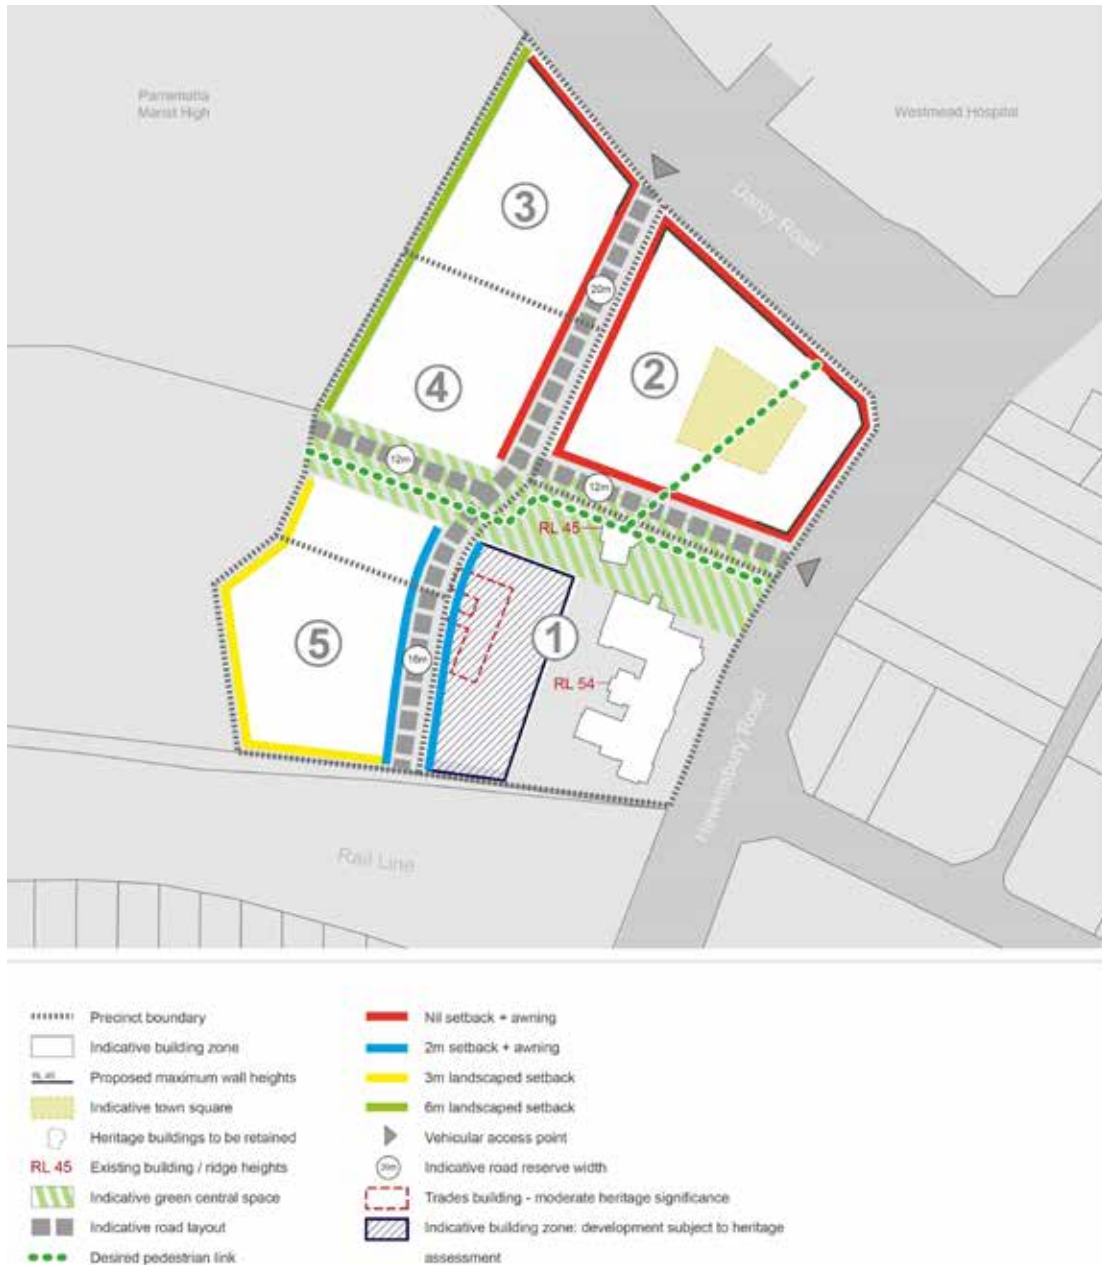 Parramatta
Marist High
Westmead Hospital
Darcy Road
3
20m
2
4
12m
12m
RL 45
1
5
16m
RL 54
Hawkesbury Road
Rail Line
Precinct boundary
Indicative building zone
RL 45
Proposed maximum wall heights
Indicative town square
Heritage buildings to be retained
RL 45
Existing building / ridge heights
Indicative green central space
Indicative road layout
Desired pedestrian link
Nil setback + awning
2m setback + awning
3m landscaped setback
6m landscaped setback
Vehicular access point
20m
Indicative road reserve width
Trades building - moderate heritage significance
Indicative building zone: development subject to heritage
assessment